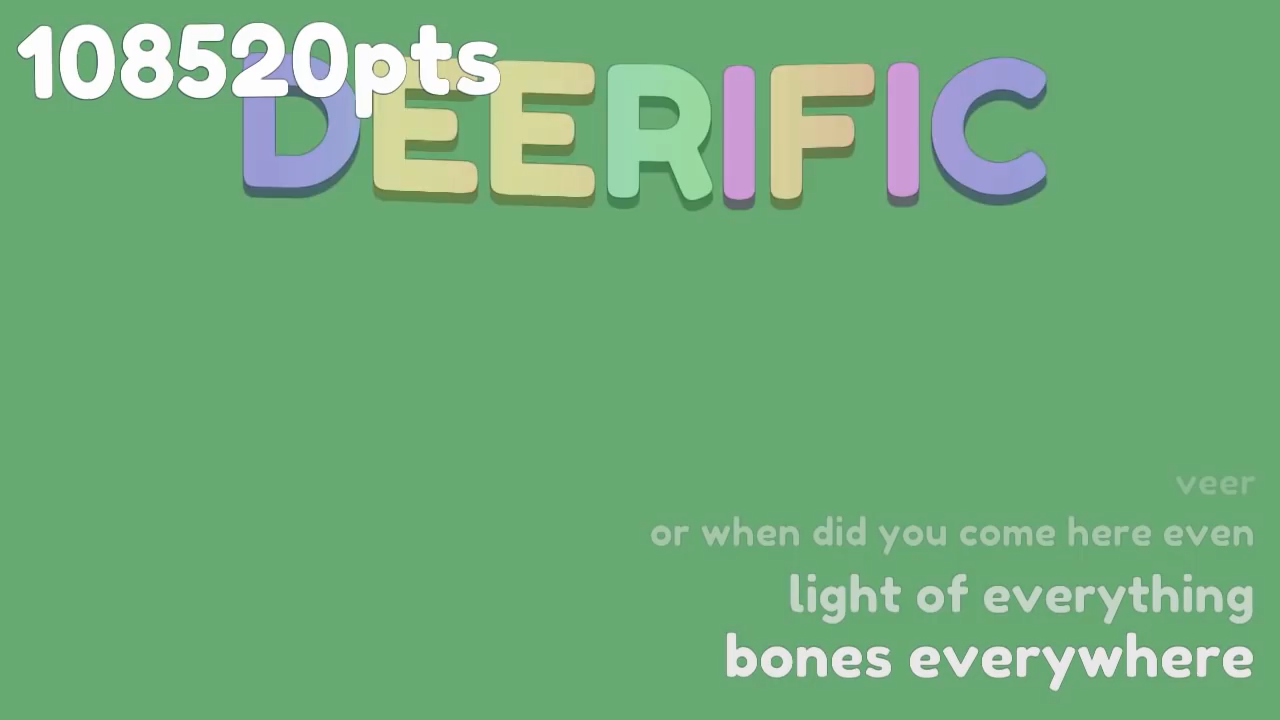 108520pts
DEERIFIC
veer
or when did you come here even
light of everything
bones everywhere